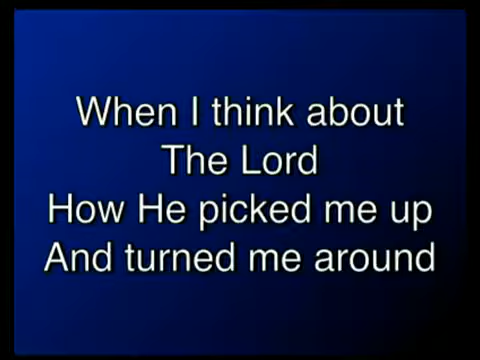 When I think about
The Lord
How He picked me up
And turned me around